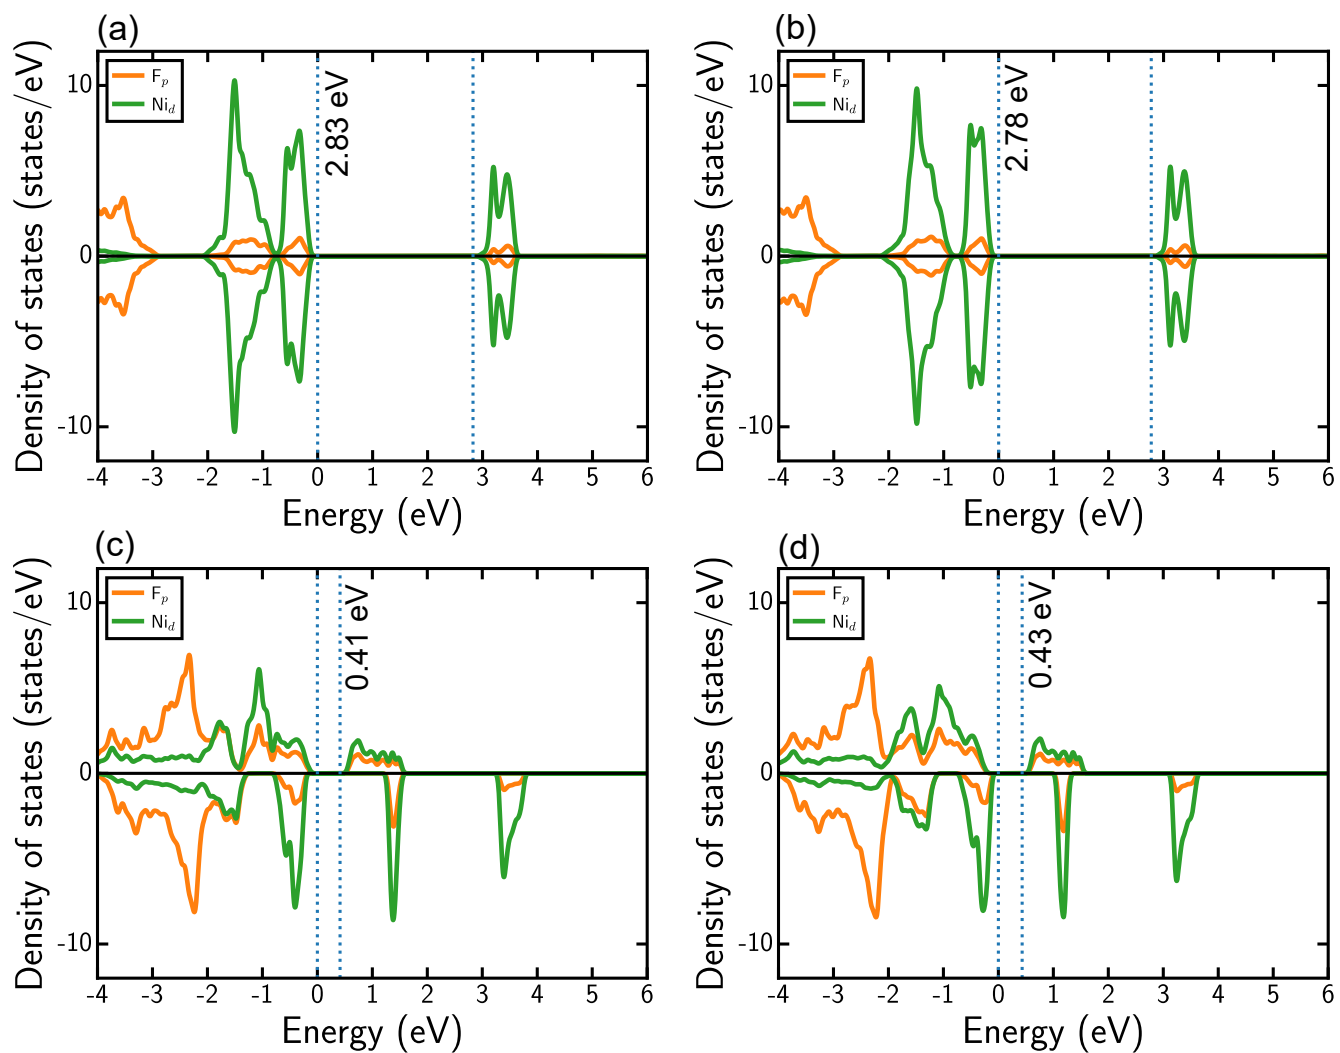 (a)
Density of states (states/eV)
10
0
-10
F_p
Ni_d
2.83 eV
-4 -3 -2 -1 0 1 2 3 4 5 6
Energy (eV)
(b)
Density of states (states/eV)
10
0
-10
F_p
Ni_d
2.78 eV
-4 -3 -2 -1 0 1 2 3 4 5 6
Energy (eV)
(c)
Density of states (states/eV)
10
0
-10
F_p
Ni_d
0.41 eV
-4 -3 -2 -1 0 1 2 3 4 5 6
Energy (eV)
(d)
Density of states (states/eV)
10
0
-10
F_p
Ni_d
0.43 eV
-4 -3 -2 -1 0 1 2 3 4 5 6
Energy (eV)